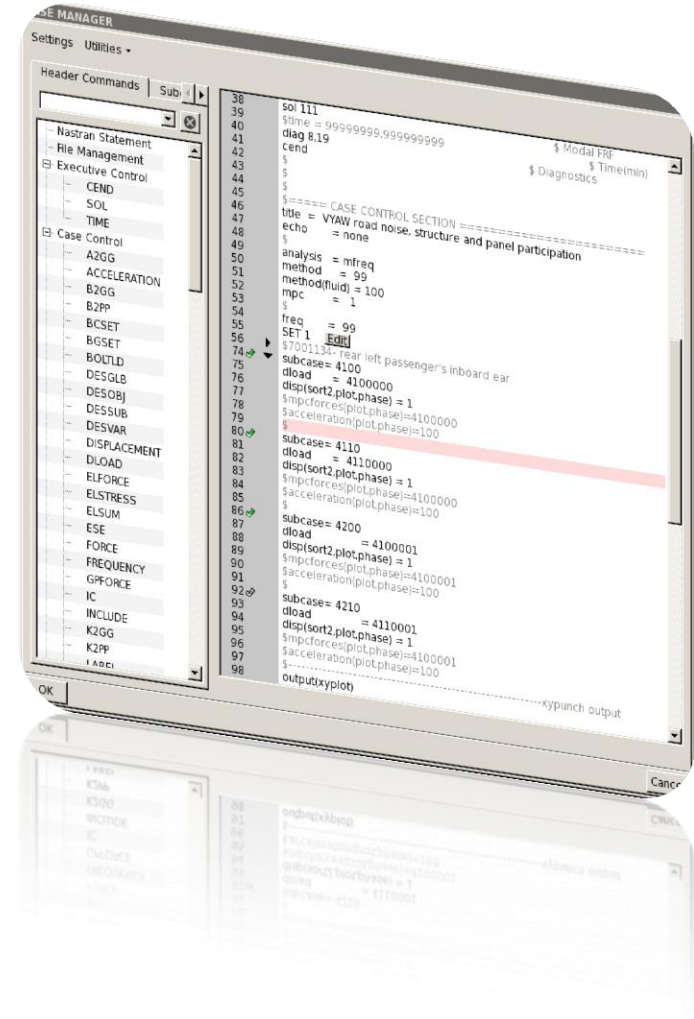 SE MANAGER
Settings Utilities
Header Commands Sub
Nastran Statement
File Management
Executive Control
CEND
SOL
TIME
Case Control
A2GG
ACCELERATION
B2GG
B2PP
BCSET
BGSET
BOLTLD
DESGLB
DESOBJ
DESSUB
DESVAR
DISPLACEMENT
DLOAD
ELFORCE
ELSTRESS
ELSUM
ESE
FORCE
FREQUENCY
GPFORCE
IC
INCLUDE
K2GG
K2PP
LABEL
38
39
40
41
42
43
44
45
46
47
48
49
50
51
52
53
54
55
56
74
75
76
77
78
79
80
81
82
83
84
85
86
87
88
89
90
91
92
93
94
95
96
97
98
sol 111 $ Modal FRF
$time = 99999999,999999999 $ Time(min)
diag 8,19 $ Diagnostics
cend
$
$
$
$===== CASE CONTROL SECTION =========================
title = VYAW road noise, structure and panel participation
echo = none
$
analysis = mfreq
method = 99
method(fluid) = 100
mpc = 1
$
freq = 99
SET 1 Edit
$7001134- rear left passenger's inboard ear
subcase= 4100
dload = 4100000
disp(sort2,plot,phase) = 1
$mpcforces(plot,phase)=4100000
$acceleration(plot,phase)=100
$
subcase= 4110
dload = 4110000
disp(sort2,plot,phase) = 1
$mpcforces(plot,phase)=4100000
$acceleration(plot,phase)=100
$
subcase= 4200
dload = 4100001
disp(sort2,plot,phase) = 1
$mpcforces(plot,phase)=4100001
$acceleration(plot,phase)=100
$
subcase= 4210
dload = 4110001
disp(sort2,plot,phase) = 1
$mpcforces(plot,phase)=4100001
$acceleration(plot,phase)=100
$--------------------------------------------xypunch output
output(xyplot)
OK
Canc